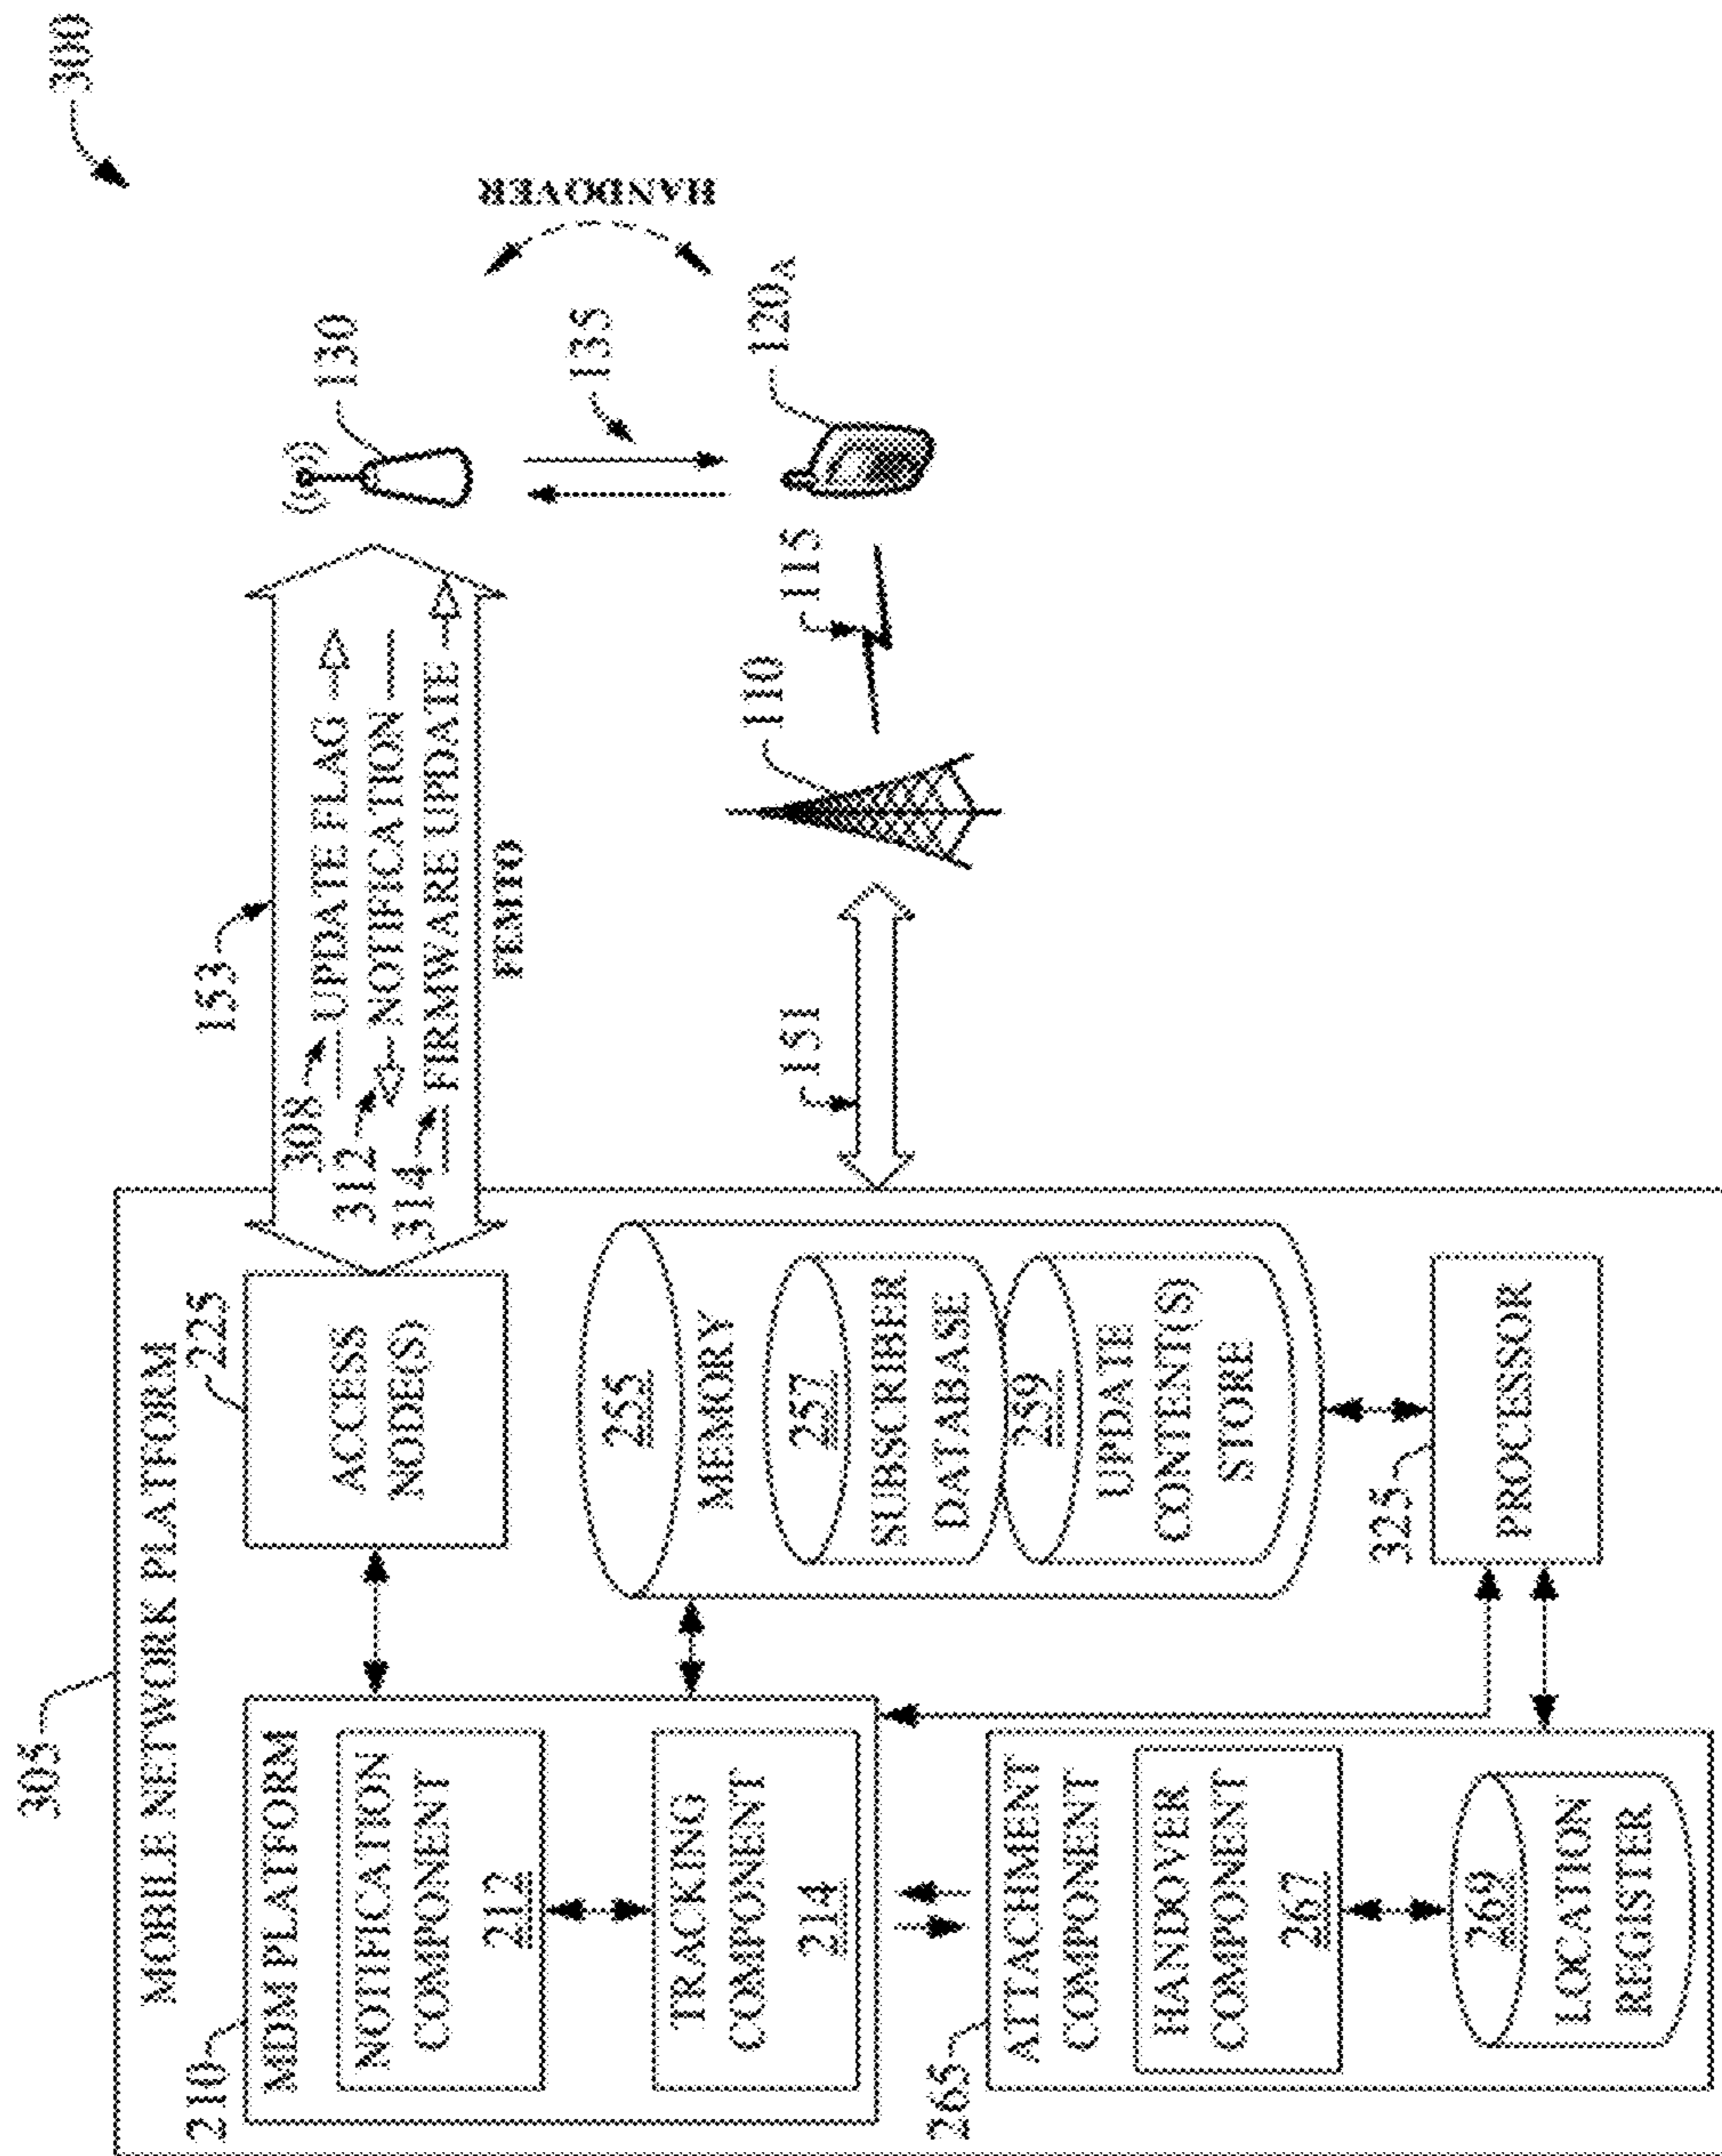 300
305
MOBILE NETWORK PLATFORM
210
MDM PLATFORM
NOTIFICATION
COMPONENT
212
TRACKING
COMPONENT
214
265
ATTACHMENT
COMPONENT
HANDOVER
COMPONENT
267
269
LOCATION
REGISTER
225
ACCESS
NODE(S)
255
MEMORY
257
SUBSCRIBER
DATABASE
259
UPDATE
CONTENT(S)
STORE
325
PROCESSOR
153
308
UPDATE FLAG
312
NOTIFICATION
314
FIRMWARE UPDATE
FEMTO
151
110
115
130
135
120A
HANDOVER